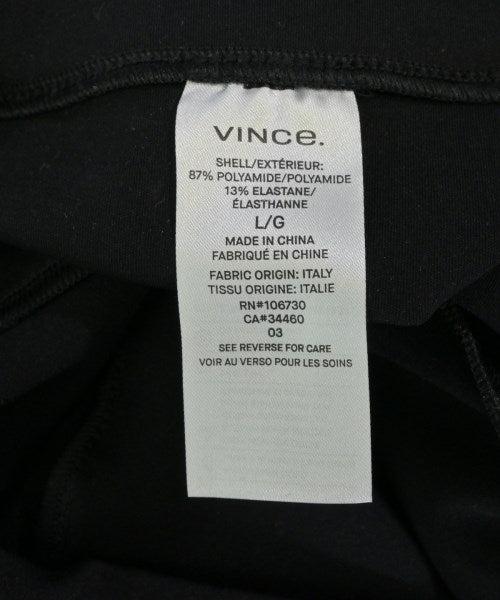 VINCe.
SHELL/EXTÉRIEUR:
87% POLYAMIDE/POLYAMIDE
13% ELASTANE/
ÉLASTHANNE
L/G
MADE IN CHINA
FABRIQUÉ EN CHINE
FABRIC ORIGIN: ITALY
TISSU ORIGINE: ITALIE
RN#106730
CA#34460
03
SEE REVERSE FOR CARE
VOIR AU VERSO POUR LES SOINS